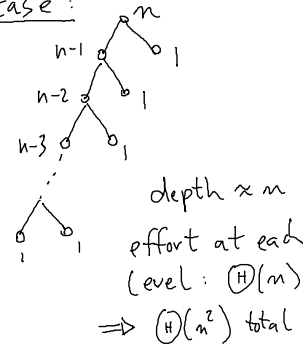 case :
n
n-1 1
n-2 1
n-3 1
1 1
depth ≈ n
effort at each
level : Θ(n)
⇒ Θ(n²) total